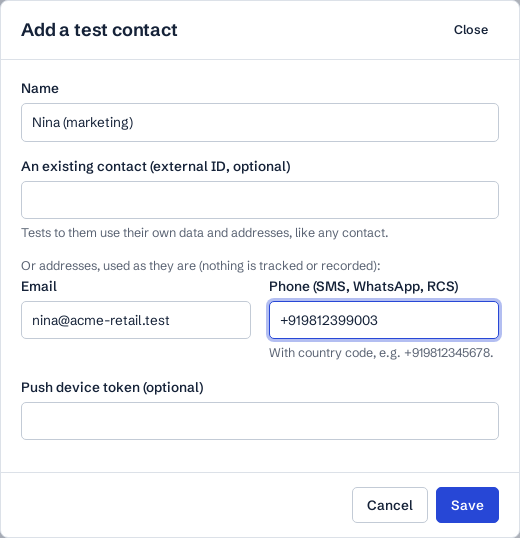 Add a test contact
Close
Name
Nina (marketing)
An existing contact (external ID, optional)
Tests to them use their own data and addresses, like any contact.
Or addresses, used as they are (nothing is tracked or recorded):
Email
Phone (SMS, WhatsApp, RCS)
nina@acme-retail.test
+919812399003
With country code, e.g. +919812345678.
Push device token (optional)
Cancel
Save